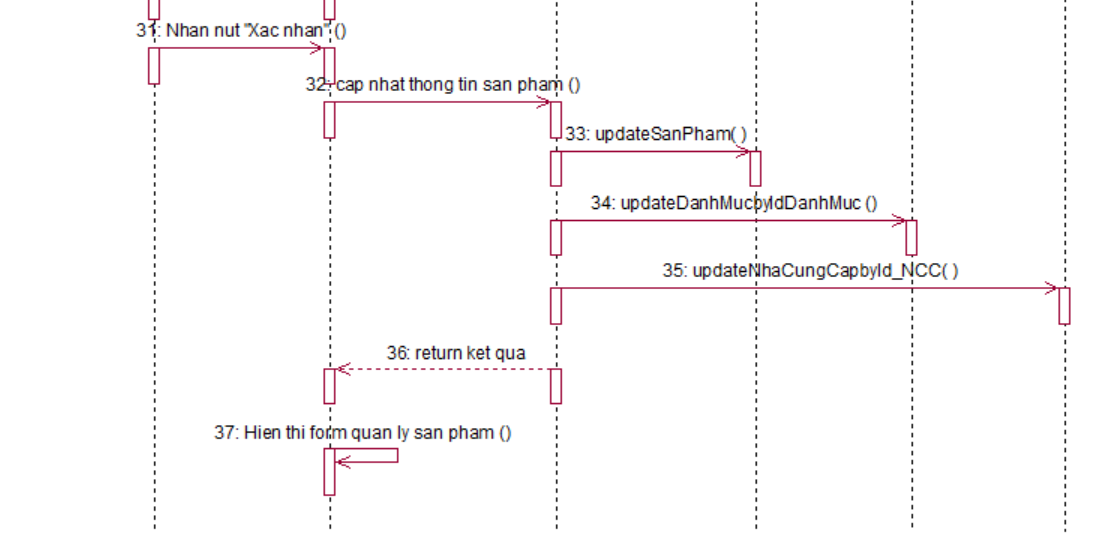 31: Nhan nut "Xac nhan" ()
32: cap nhat thong tin san pham ()
33: updateSanPham( )
34: updateDanhMucbyIdDanhMuc ()
35: updateNhaCungCapbyId_NCC( )
36: return ket qua
37: Hien thi form quan ly san pham ()